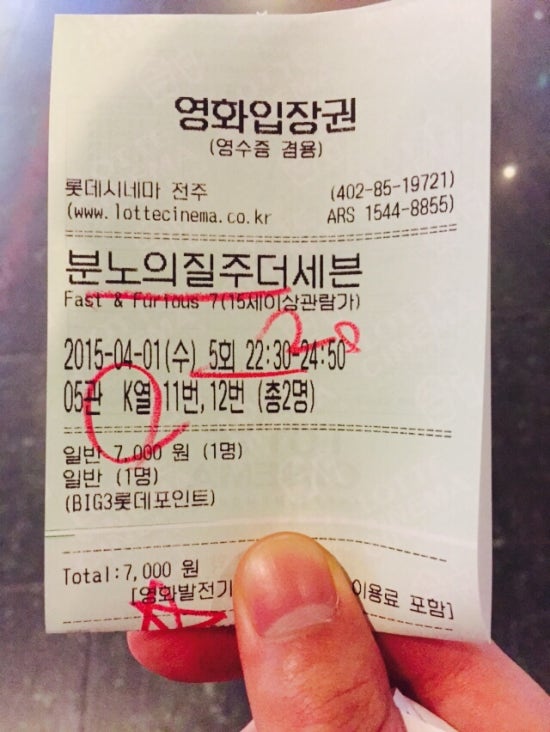 영화입장권
(영수증 겸용)
롯데시네마 전주 (402-85-19721)
(www.lottecinema.co.kr ARS 1544-8855)
분노의질주더세븐
Fast & Furious 7(15세이상관람가)
2015-04-01(수) 5회 22:30-24:50
20
05관 K열 11번,12번 (총2명)
일반 7,000 원 (1명)
일반 (1명)
(BIG3롯데포인트)
Total:7,000 원
[영화발전기 이용료 포함]